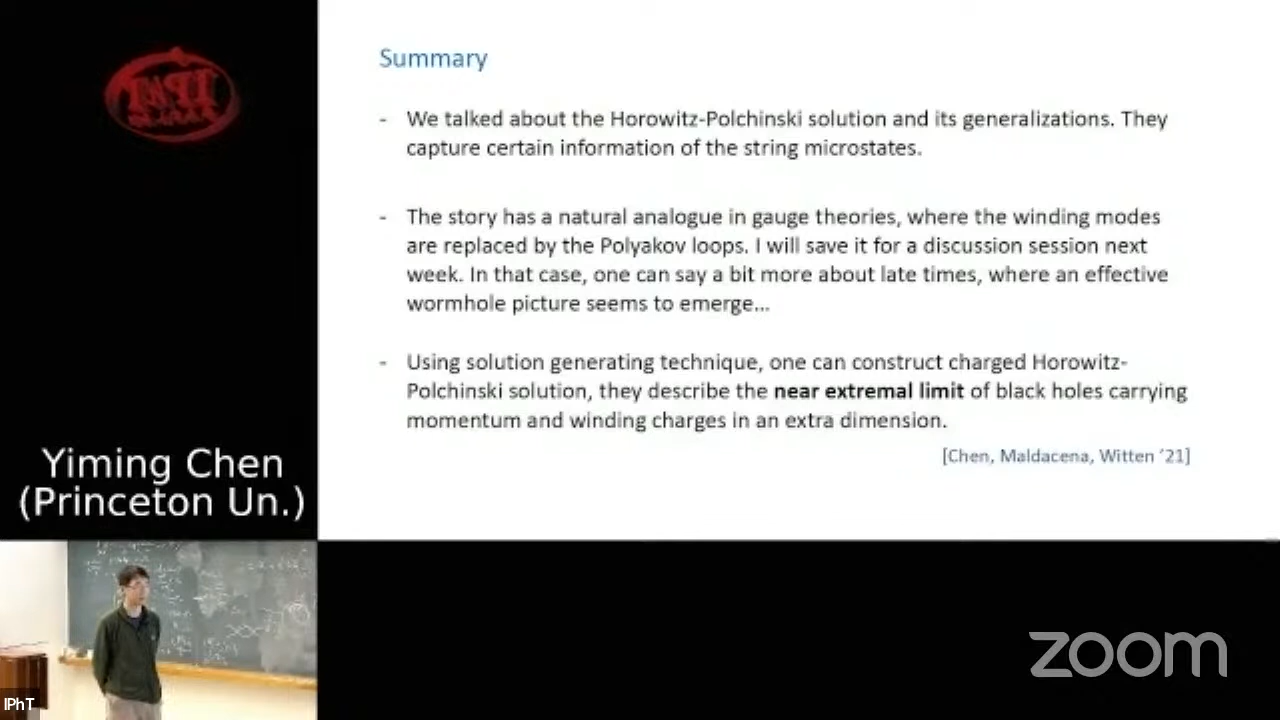 Summary
- We talked about the Horowitz-Polchinski solution and its generalizations. They
capture certain information of the string microstates.
- The story has a natural analogue in gauge theories, where the winding modes
are replaced by the Polyakov loops. I will save it for a discussion session next
week. In that case, one can say a bit more about late times, where an effective
wormhole picture seems to emerge...
- Using solution generating technique, one can construct charged Horowitz-
Polchinski solution, they describe the near extremal limit of black holes carrying
momentum and winding charges in an extra dimension.
[Chen, Maldacena, Witten ’21]
Yiming Chen
(Princeton Un.)
IPhT
zoom